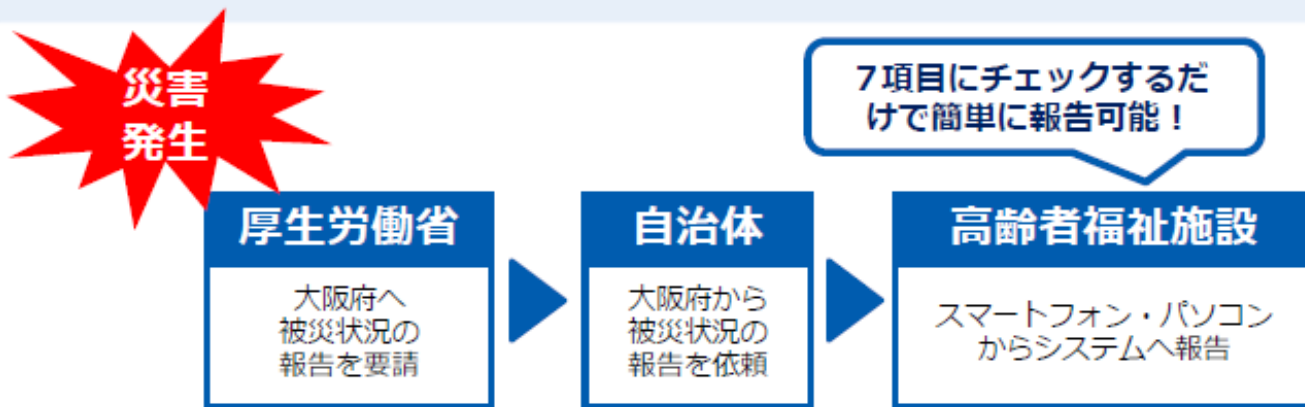 災害
発生
7項目にチェックするだ
けで簡単に報告可能!
厚生労働省
大阪府へ
被災状況の
報告を要請
自治体
大阪府から
被災状況の
報告を依頼
高齢者福祉施設
スマートフォン・パソコン
からシステムへ報告